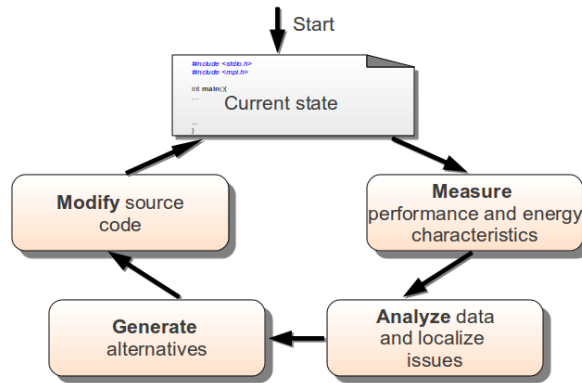 Start
#include <stdio.h>
#include <mpi.h>
int main(){
....
Current state
...
}
Measure
performance and energy
characteristics
Analyze data
and localize
issues
Generate
alternatives
Modify source
code